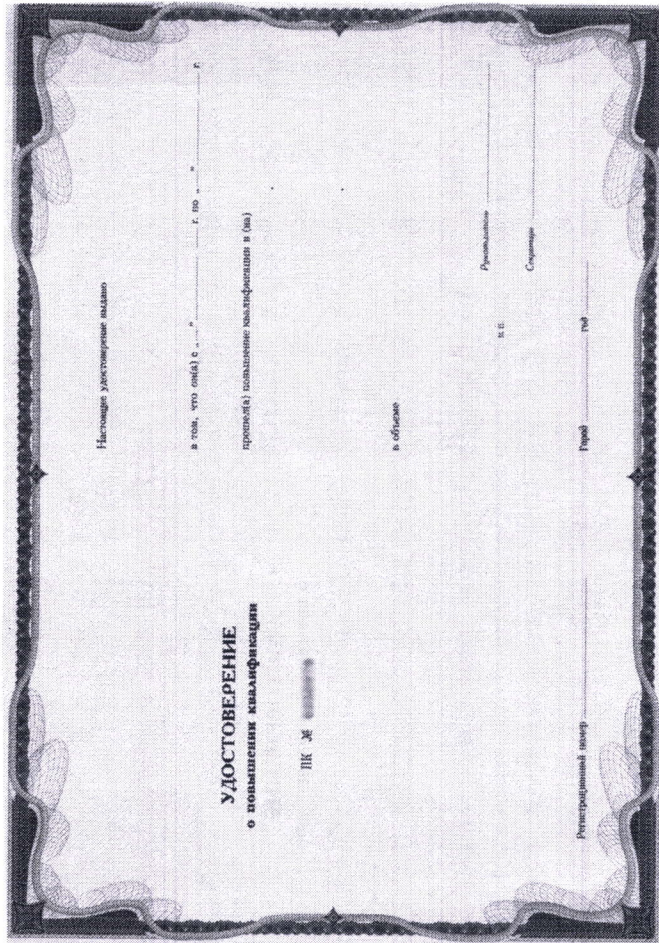 УДОСТОВЕРЕНИЕ
о повышении квалификации
ПК №
Регистрационный номер
Настоящее удостоверение выдано
в том, что он(а) с „ “ г. по „ “ г.
прошел(а) повышение квалификации в (на)
в объеме
Руководитель
м. п.
Секретарь
Город год